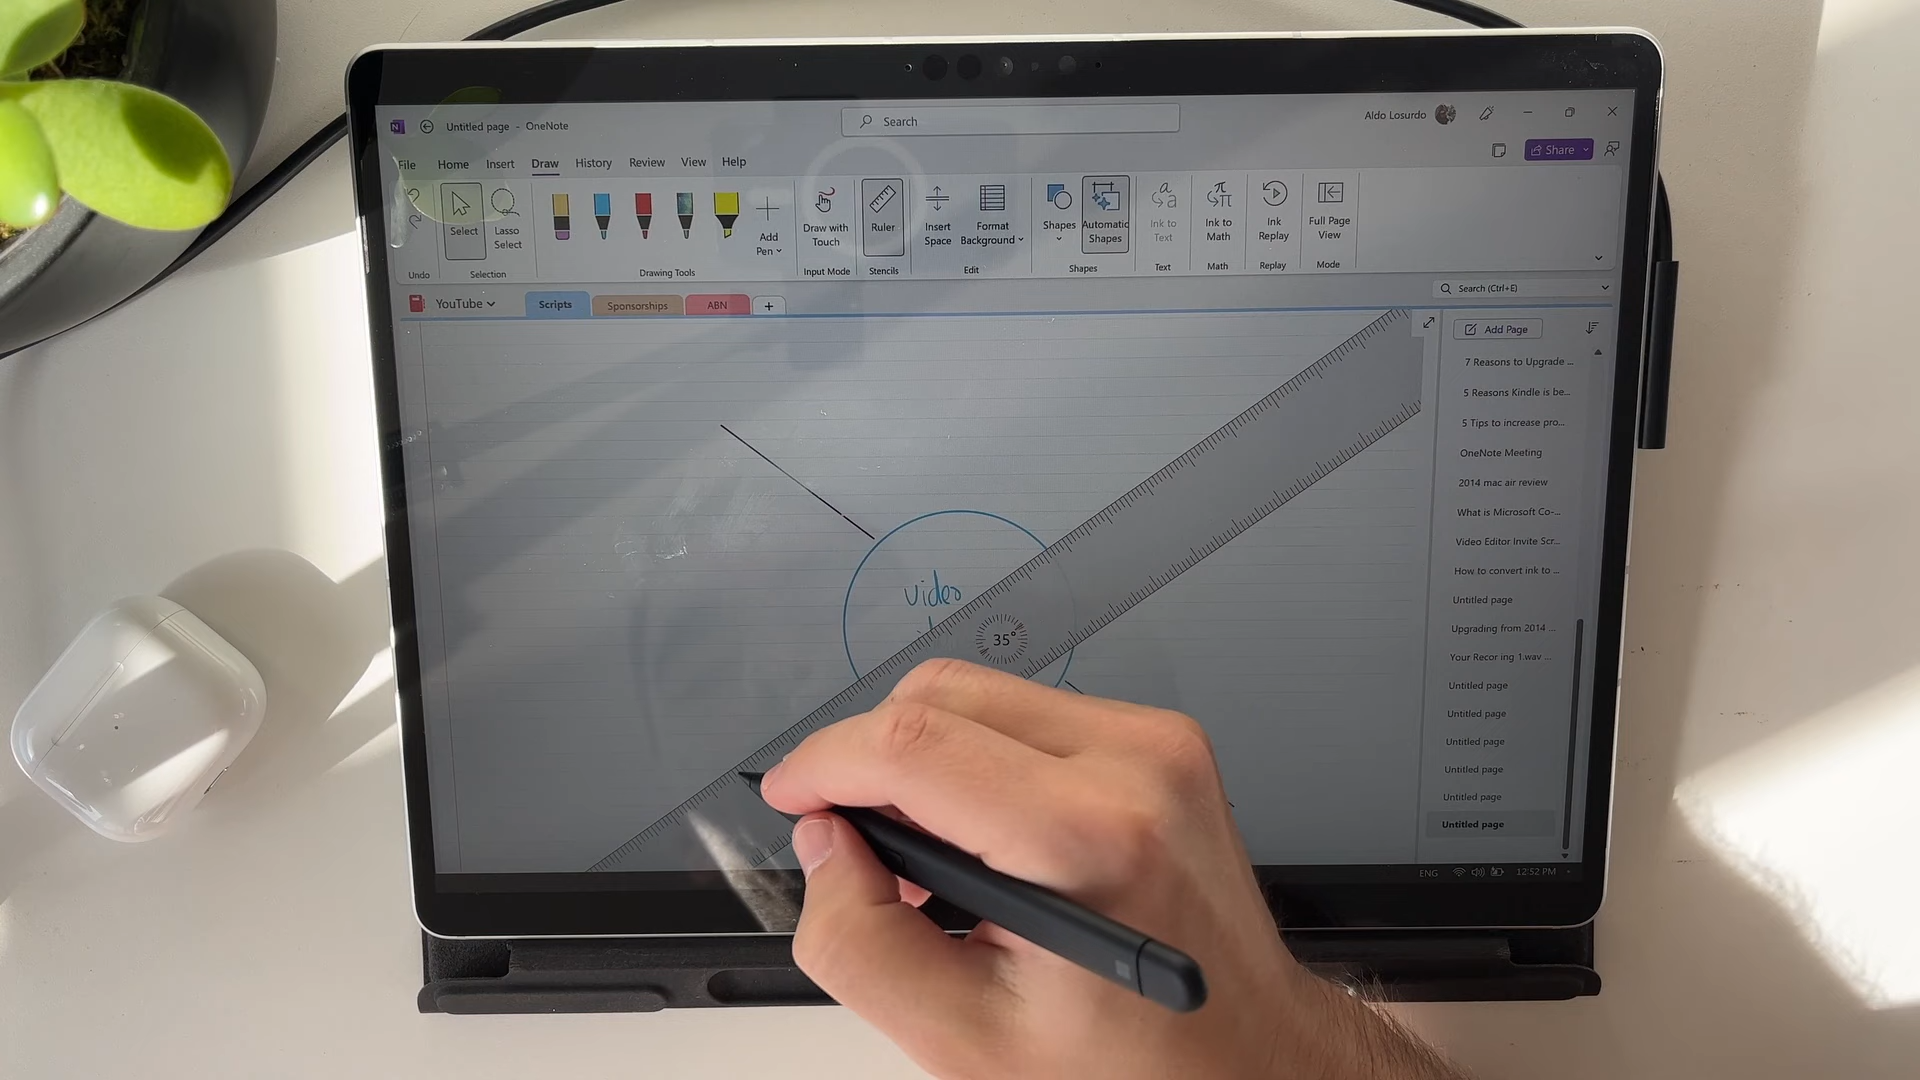 Untitled page - OneNote
Search
Aldo Losurdo
File Home Insert Draw History Review View Help
Share
Select
Lasso
Select
Add
Pen
Draw with
Touch
Ruler
Insert
Space
Format
Background
Shapes
Automatic
Shapes
Ink to
Text
Ink to
Math
Ink
Replay
Full Page
View
Undo Selection Drawing Tools Input Mode Stencils Edit Shapes Text Math Replay Mode
YouTube Scripts Sponsorships ABN +
Search (Ctrl+E)
Add Page
7 Reasons to Upgrade ...
5 Reasons Kindle is be...
5 Tips to increase pro...
OneNote Meeting
2014 mac air review
What is Microsoft Co-...
Video Editor Invite Scr...
How to convert ink to ...
Untitled page
Upgrading from 2014 ...
Your Recor ing 1.wav ...
Untitled page
Untitled page
Untitled page
Untitled page
Untitled page
Untitled page
video
35°
ENG 12:52 PM